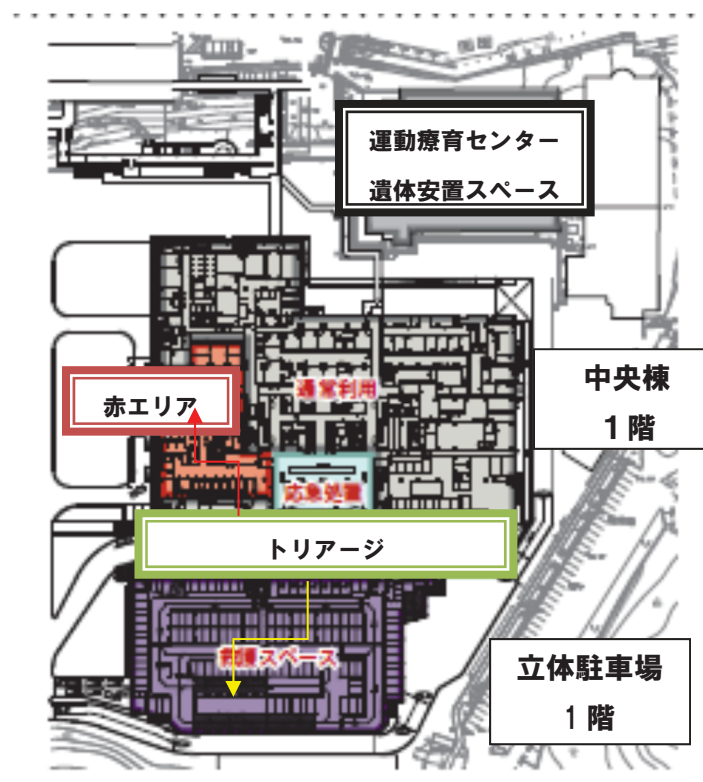 運動療育センター
遺体安置スペース
通常利用
中央棟
1階
赤エリア
応急処置
トリアージ
救護スペース
立体駐車場
1階